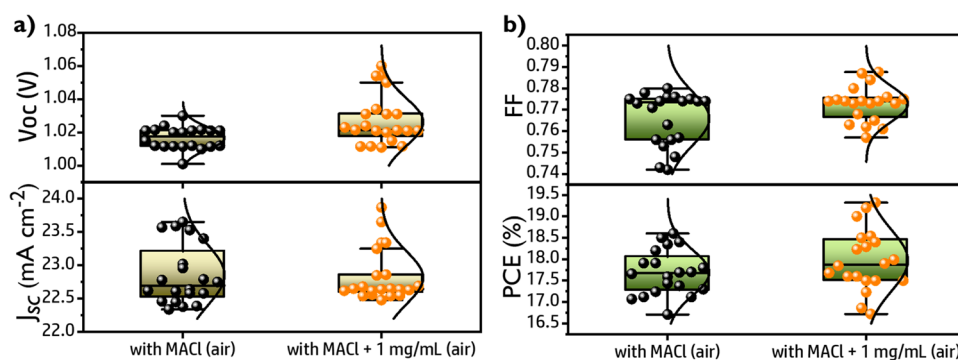 a)
1.08
1.06
1.04
1.02
1.00
Voc (V)
24.0
23.5
23.0
22.5
22.0
Jsc (mA cm-2)
with MACl (air)
with MACl + 1 mg/mL (air)
b)
0.80
0.79
0.78
0.77
0.76
0.75
0.74
FF
19.5
19.0
18.5
18.0
17.5
17.0
16.5
PCE (%)
with MACl (air)
with MACl + 1 mg/mL (air)